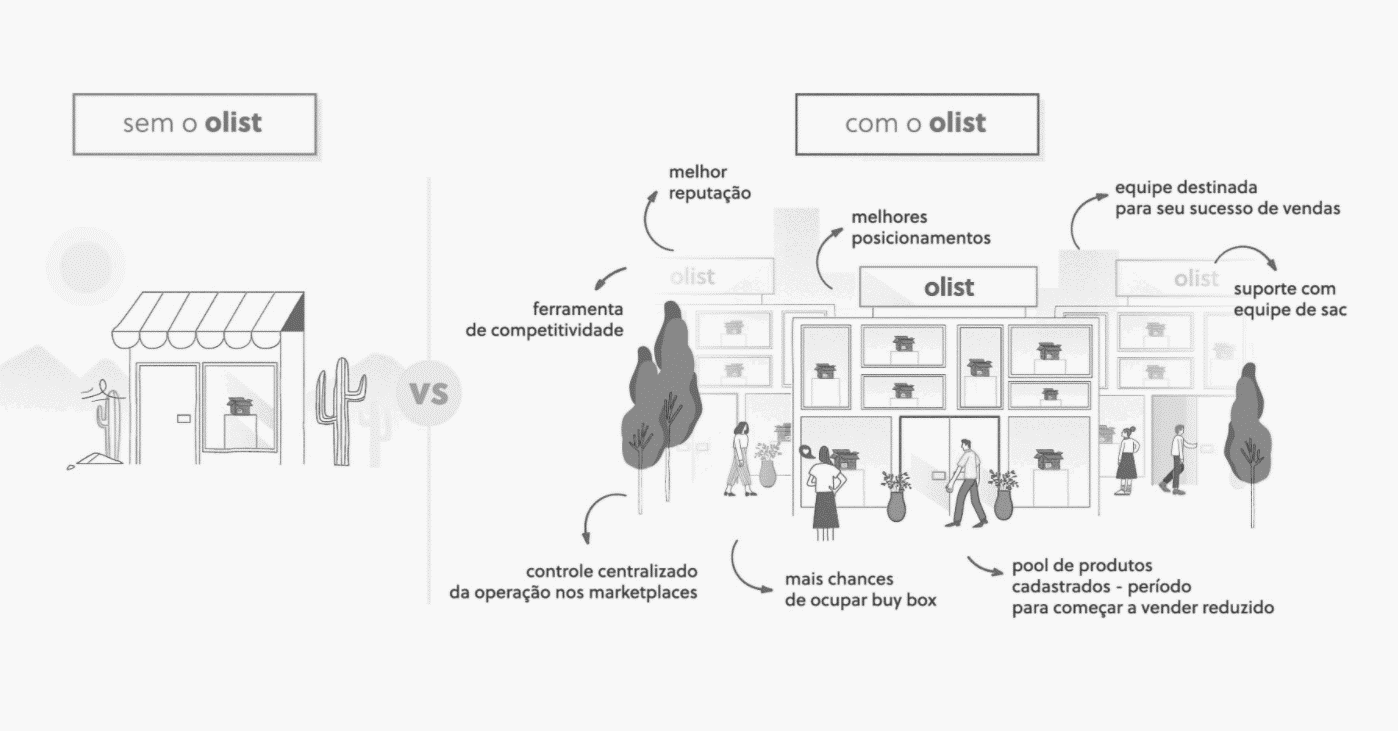 sem o olist
com o olist
melhor
reputação
melhores
posicionamentos
equipe destinada
para seu sucesso de vendas
olist
olist
olist
suporte com
equipe de sac
ferramenta
de competitividade
vs
controle centralizado
da operação nos marketplaces
mais chances
de ocupar buy box
pool de produtos
cadastrados - período
para começar a vender reduzido